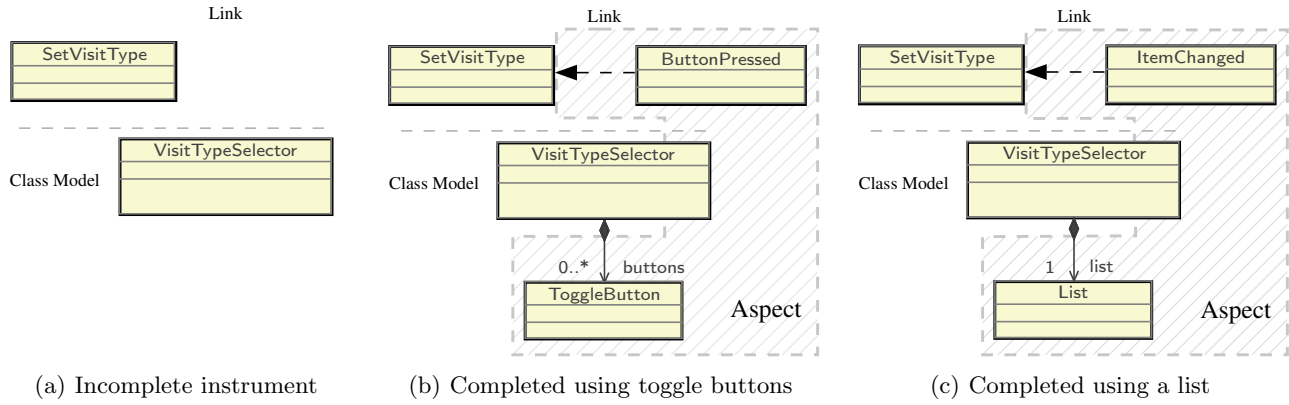 Link
SetVisitType
VisitTypeSelector
Class Model
(a) Incomplete instrument
Link
SetVisitType
ButtonPressed
VisitTypeSelector
Class Model
0..* buttons
ToggleButton
Aspect
(b) Completed using toggle buttons
Link
SetVisitType
ItemChanged
VisitTypeSelector
Class Model
1 list
List
Aspect
(c) Completed using a list